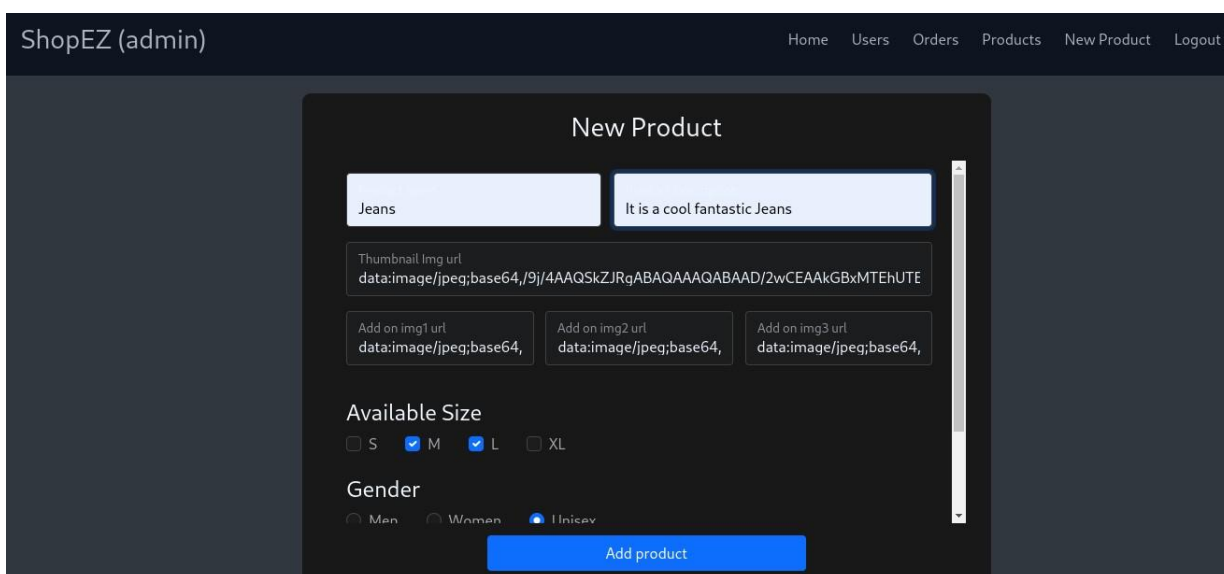 ShopEZ (admin)
Home Users Orders Products New Product Logout
New Product
Jeans
It is a cool fantastic Jeans
Thumbnail Img url
data:image/jpeg;base64,/9j/4AAQSkZJRgABAQAAAQABAAD/2wCEAAkGBxMTEhUTE
Add on img1 url
data:image/jpeg;base64,
Add on img2 url
data:image/jpeg;base64,
Add on img3 url
data:image/jpeg;base64,
Available Size
S M L XL
Gender
Men Women Unisex
Add product